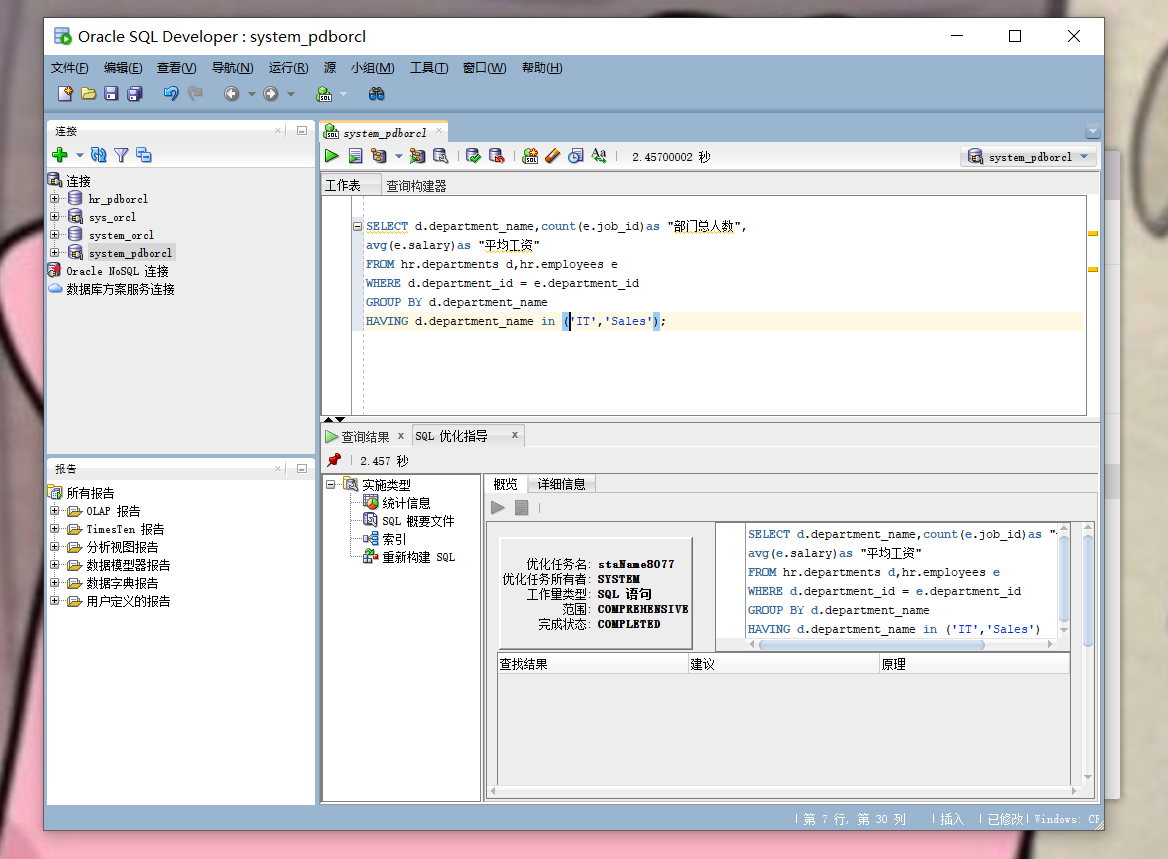 Oracle SQL Developer : system_pdborcl
文件(F) 编辑(E) 查看(V) 导航(N) 运行(R) 源 小组(M) 工具(T) 窗口(W) 帮助(H)
连接
连接
hr_pdborcl
sys_orcl
system_orcl
system_pdborcl
Oracle NoSQL 连接
数据库方案服务连接
报告
所有报告
OLAP 报告
TimesTen 报告
分析视图报告
数据模型器报告
数据字典报告
用户定义的报告
system_pdborcl
2.45700002 秒
system_pdborcl
工作表 查询构建器
SELECT d.department_name,count(e.job_id)as "部门总人数",
avg(e.salary)as "平均工资"
FROM hr.departments d,hr.employees e
WHERE d.department_id = e.department_id
GROUP BY d.department_name
HAVING d.department_name in ('IT','Sales');
查询结果 x SQL 优化指导 x
2.457 秒
实施类型
统计信息
SQL 概要文件
索引
重新构建 SQL
概览 详细信息
优化任务名: staName8077
优化任务所有者: SYSTEM
工作量类型: SQL 语句
范围: COMPREHENSIVE
完成状态: COMPLETED
SELECT d.department_name,count(e.job_id)as "
avg(e.salary)as "平均工资"
FROM hr.departments d,hr.employees e
WHERE d.department_id = e.department_id
GROUP BY d.department_name
HAVING d.department_name in ('IT','Sales')
查找结果 建议 原理
第 7 行, 第 30 列 插入 已修改 Windows: CF